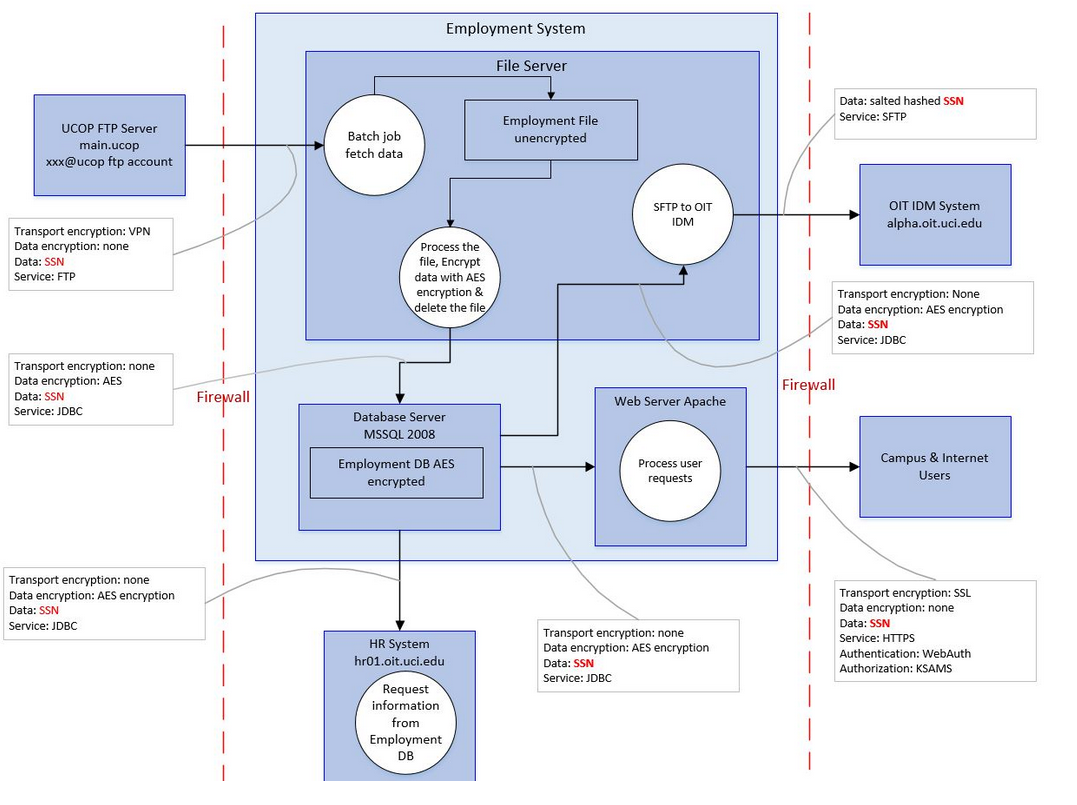 Employment System
File Server
UCOP FTP Server
main.ucop
xxx@ucop ftp account
Batch job
fetch data
Employment File
unencrypted
Data: salted hashed SSN
Service: SFTP
SFTP to OIT
IDM
OIT IDM System
alpha.oit.uci.edu
Transport encryption: VPN
Data encryption: none
Data: SSN
Service: FTP
Process the
file, Encrypt
data with AES
encryption &
delete the file
Transport encryption: None
Data encryption: AES encryption
Data: SSN
Service: JDBC
Transport encryption: none
Data encryption: AES
Data: SSN
Service: JDBC
Firewall
Firewall
Database Server
MSSQL 2008
Employment DB AES
encrypted
Web Server Apache
Process user
requests
Campus & Internet
Users
Transport encryption: none
Data encryption: AES encryption
Data: SSN
Service: JDBC
Transport encryption: none
Data encryption: AES encryption
Data: SSN
Service: JDBC
Transport encryption: SSL
Data encryption: none
Data: SSN
Service: HTTPS
Authentication: WebAuth
Authorization: KSAMS
HR System
hr01.oit.uci.edu
Request
information
from
Employment
DB